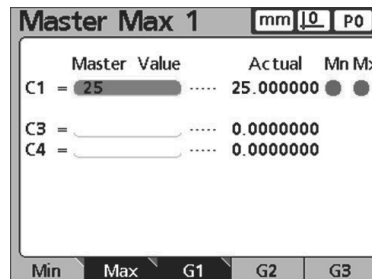 Master Max 1 mm 0 P0
Master Value Actual Mn Mx
C1 = 25 ..... 25.000000
C3 = ..... 0.0000000
C4 = ..... 0.0000000
Min Max G1 G2 G3